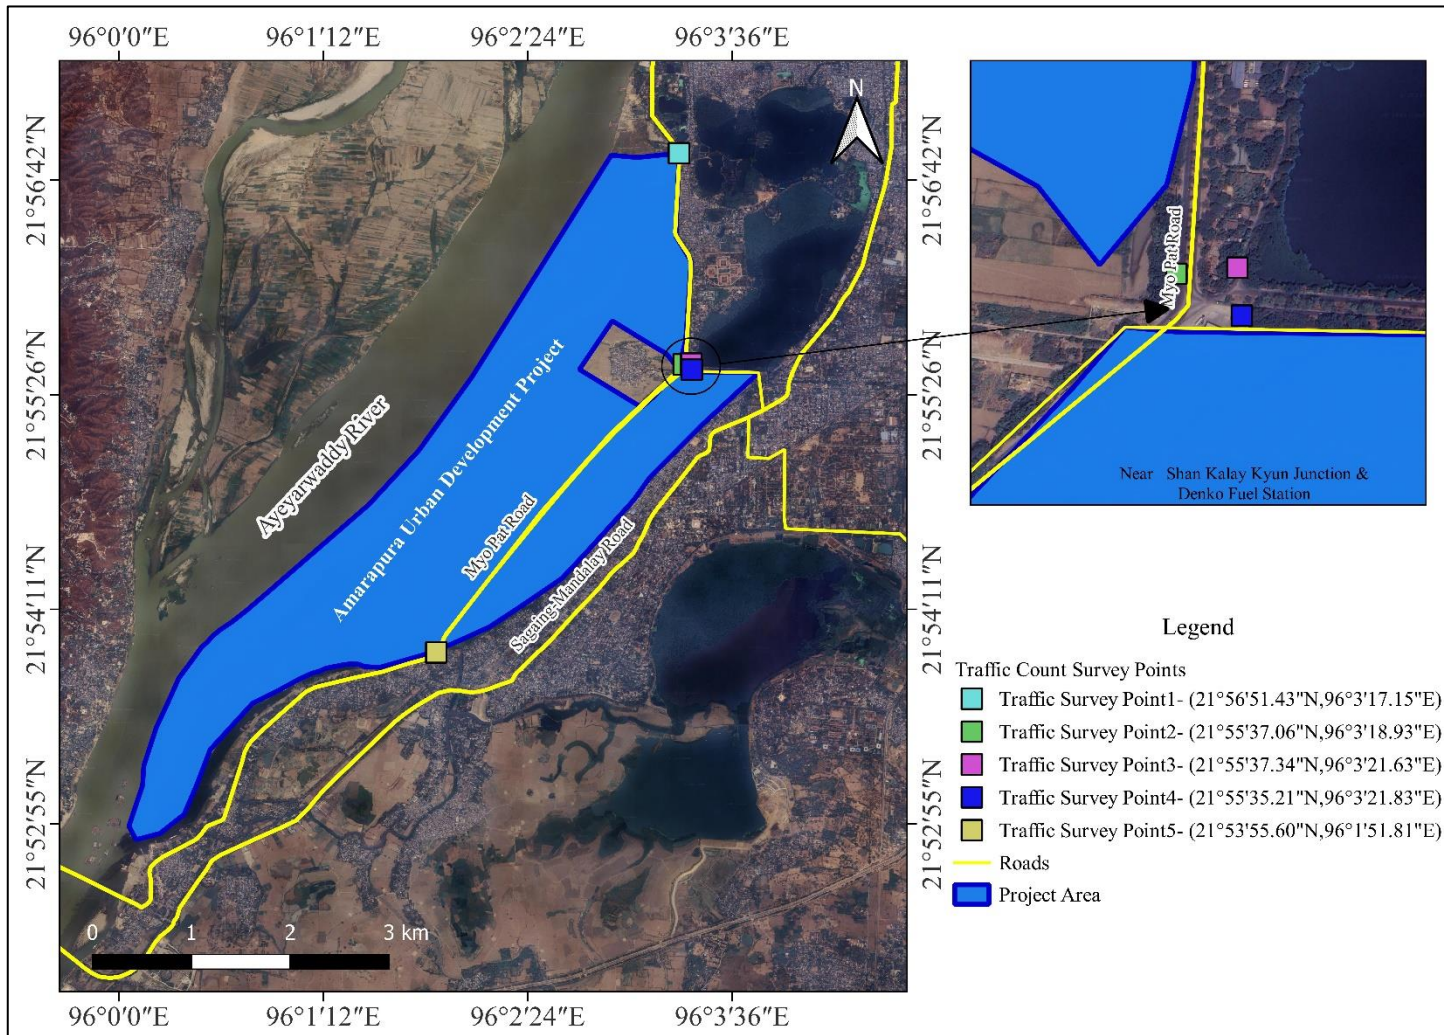 96°0'0"E
96°1'12"E
96°2'24"E
96°3'36"E
21°56'42"N
21°55'26"N
21°54'11"N
21°52'55"N
N
Ayeyarwaddy River
Amarapura Urban Development Project
Myo Pat Road
Sagaing-Mandalay Road
0 1 2 3 km
96°0'0"E
96°1'12"E
96°2'24"E
96°3'36"E
21°56'42"N
21°55'26"N
21°54'11"N
21°52'55"N
Myo Pat Road
Near Shan Kalay Kyun Junction &
Denko Fuel Station
Legend
Traffic Count Survey Points
Traffic Survey Point1- (21°56'51.43"N,96°3'17.15"E)
Traffic Survey Point2- (21°55'37.06"N,96°3'18.93"E)
Traffic Survey Point3- (21°55'37.34"N,96°3'21.63"E)
Traffic Survey Point4- (21°55'35.21"N,96°3'21.83"E)
Traffic Survey Point5- (21°53'55.60"N,96°1'51.81"E)
Roads
Project Area